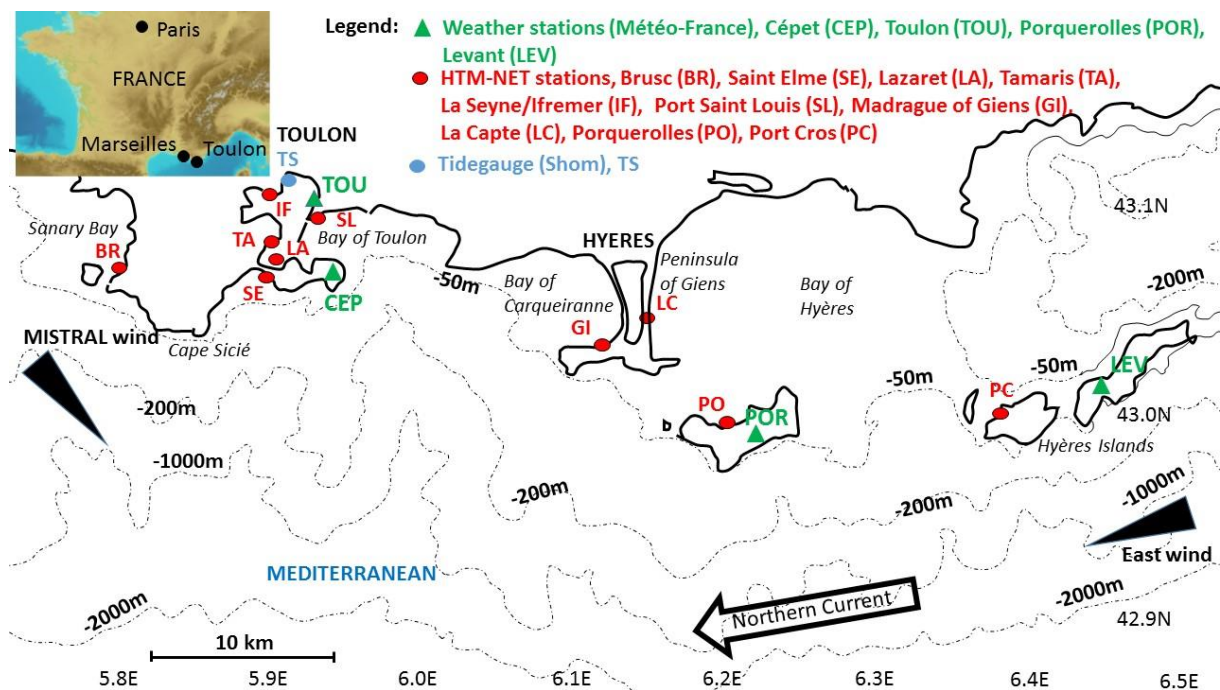 Paris
FRANCE
Marseilles
Toulon
Legend:
Weather stations (Météo-France), Cépet (CEP), Toulon (TOU), Porquerolles (POR),
Levant (LEV)
HTM-NET stations, Brusc (BR), Saint Elme (SE), Lazaret (LA), Tamaris (TA),
La Seyne/Ifremer (IF), Port Saint Louis (SL), Madrague of Giens (GI),
La Capte (LC), Porquerolles (PO), Port Cros (PC)
Tidegauge (Shom), TS
TOULON
TS
TOU
IF
SL
Sanary Bay
TA
Bay of Toulon
BR
LA
SE
CEP
-50m
HYERES
Bay of
Carqueiranne
Peninsula
of Giens
LC
GI
Bay of
Hyères
43.1N
-200m
MISTRAL wind
Cape Sicié
-200m
-1000m
PO
POR
-50m
-50m
LEV
PC
43.0N
Hyères Islands
-200m
-200m
-1000m
East wind
MEDITERRANEAN
Northern Current
-2000m
-2000m
42.9N
10 km
5.8E
5.9E
6.0E
6.1E
6.2E
6.3E
6.4E
6.5E